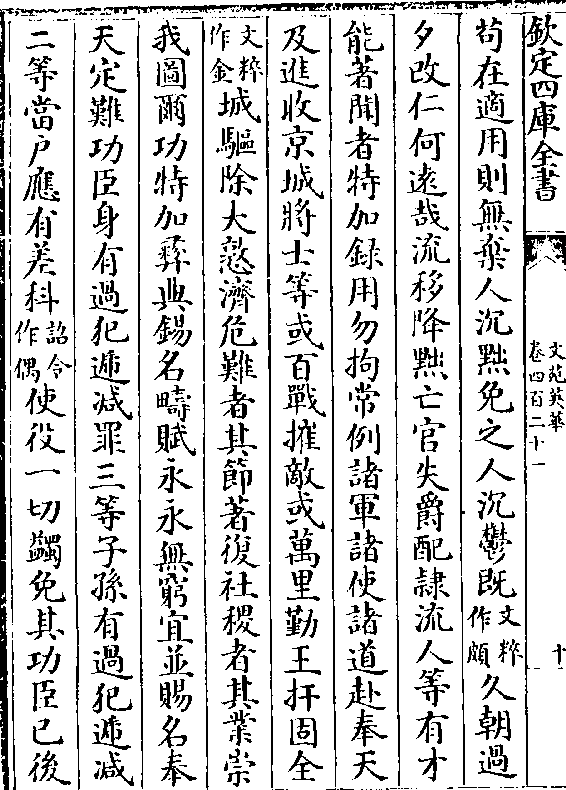 欽定四庫全書
文苑英華
卷四百二十一
十
苟在適用則無棄人沉黜免之人沉鬱既文粹作頗久朝過
夕改仁何遠哉流移降黜亡官失爵配隸流人等有才
能著聞者特加録用勿拘常例諸軍諸使諸道赴奉天
及進收京城將士等或百戰摧敵或萬里勤王扞固全
文粹作金城驅除大憝濟危難者其節著復社稷者其業崇
我圖爾功特加彞典錫名疇賦永永無窮宜並賜名奉
天定難功臣身有過犯遞减罪三等子孫有過犯遞减
二等當户應有差科詔令作偶使役一切蠲免其功臣已後